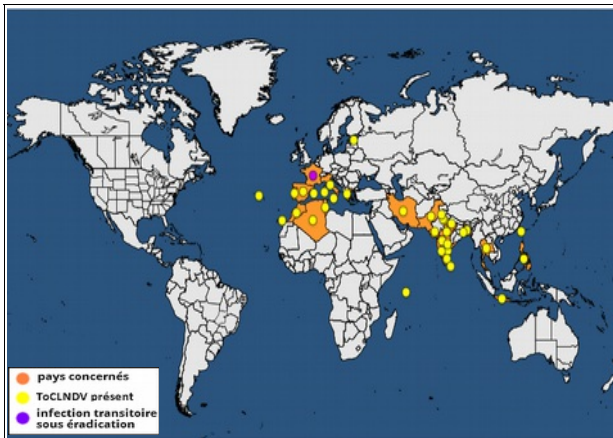 pays concernés
ToCLNDV présent
infection transitoire
sous éradication